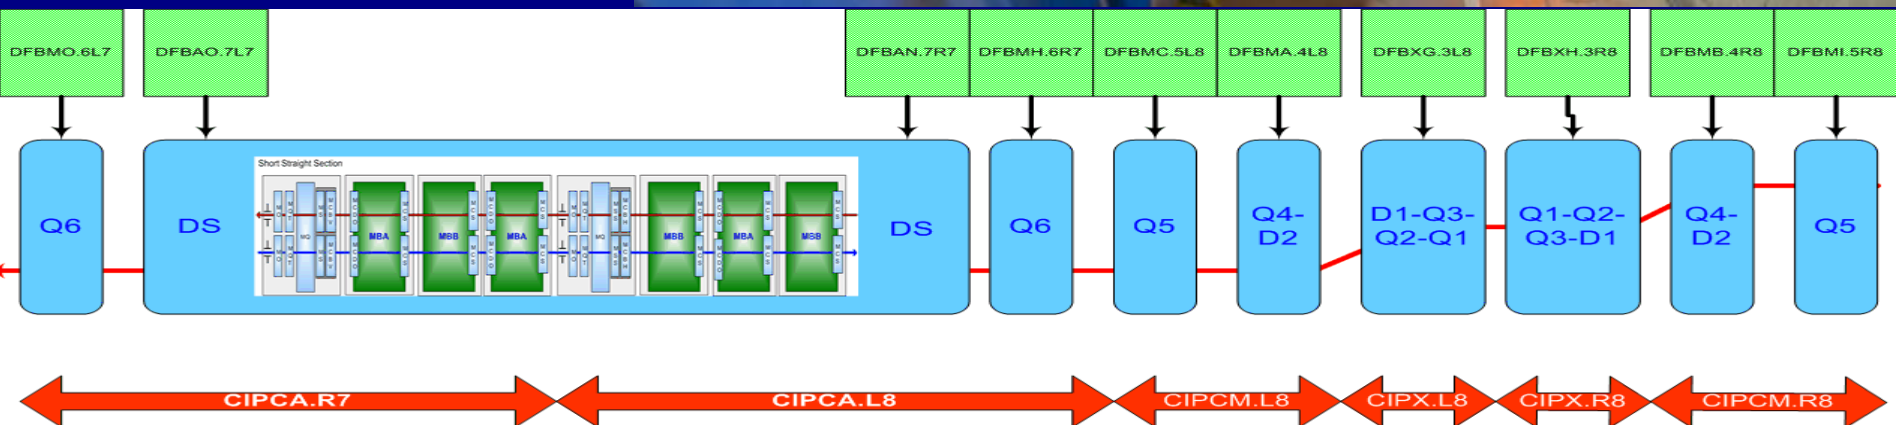 DFBMO.6L7
DFBAO.7L7
DFBAN.7R7
DFBMH.6R7
DFBMC.5L8
DFBMA.4L8
DFBXG.3L8
DFBXH.3R8
DFBMB.4R8
DFBMI.5R8
Short Straight Section
MQ
MBA
MBB
MBA
MQ
MBB
MBA
MBB
Q6
DS
DS
Q6
Q5
Q4-
D2
D1-Q3-
Q2-Q1
Q1-Q2-
Q3-D1
Q4-
D2
Q5
CIPCA.R7
CIPCA.L8
CIPCM.L8
CIPX.L8
CIPX.R8
CIPCM.R8